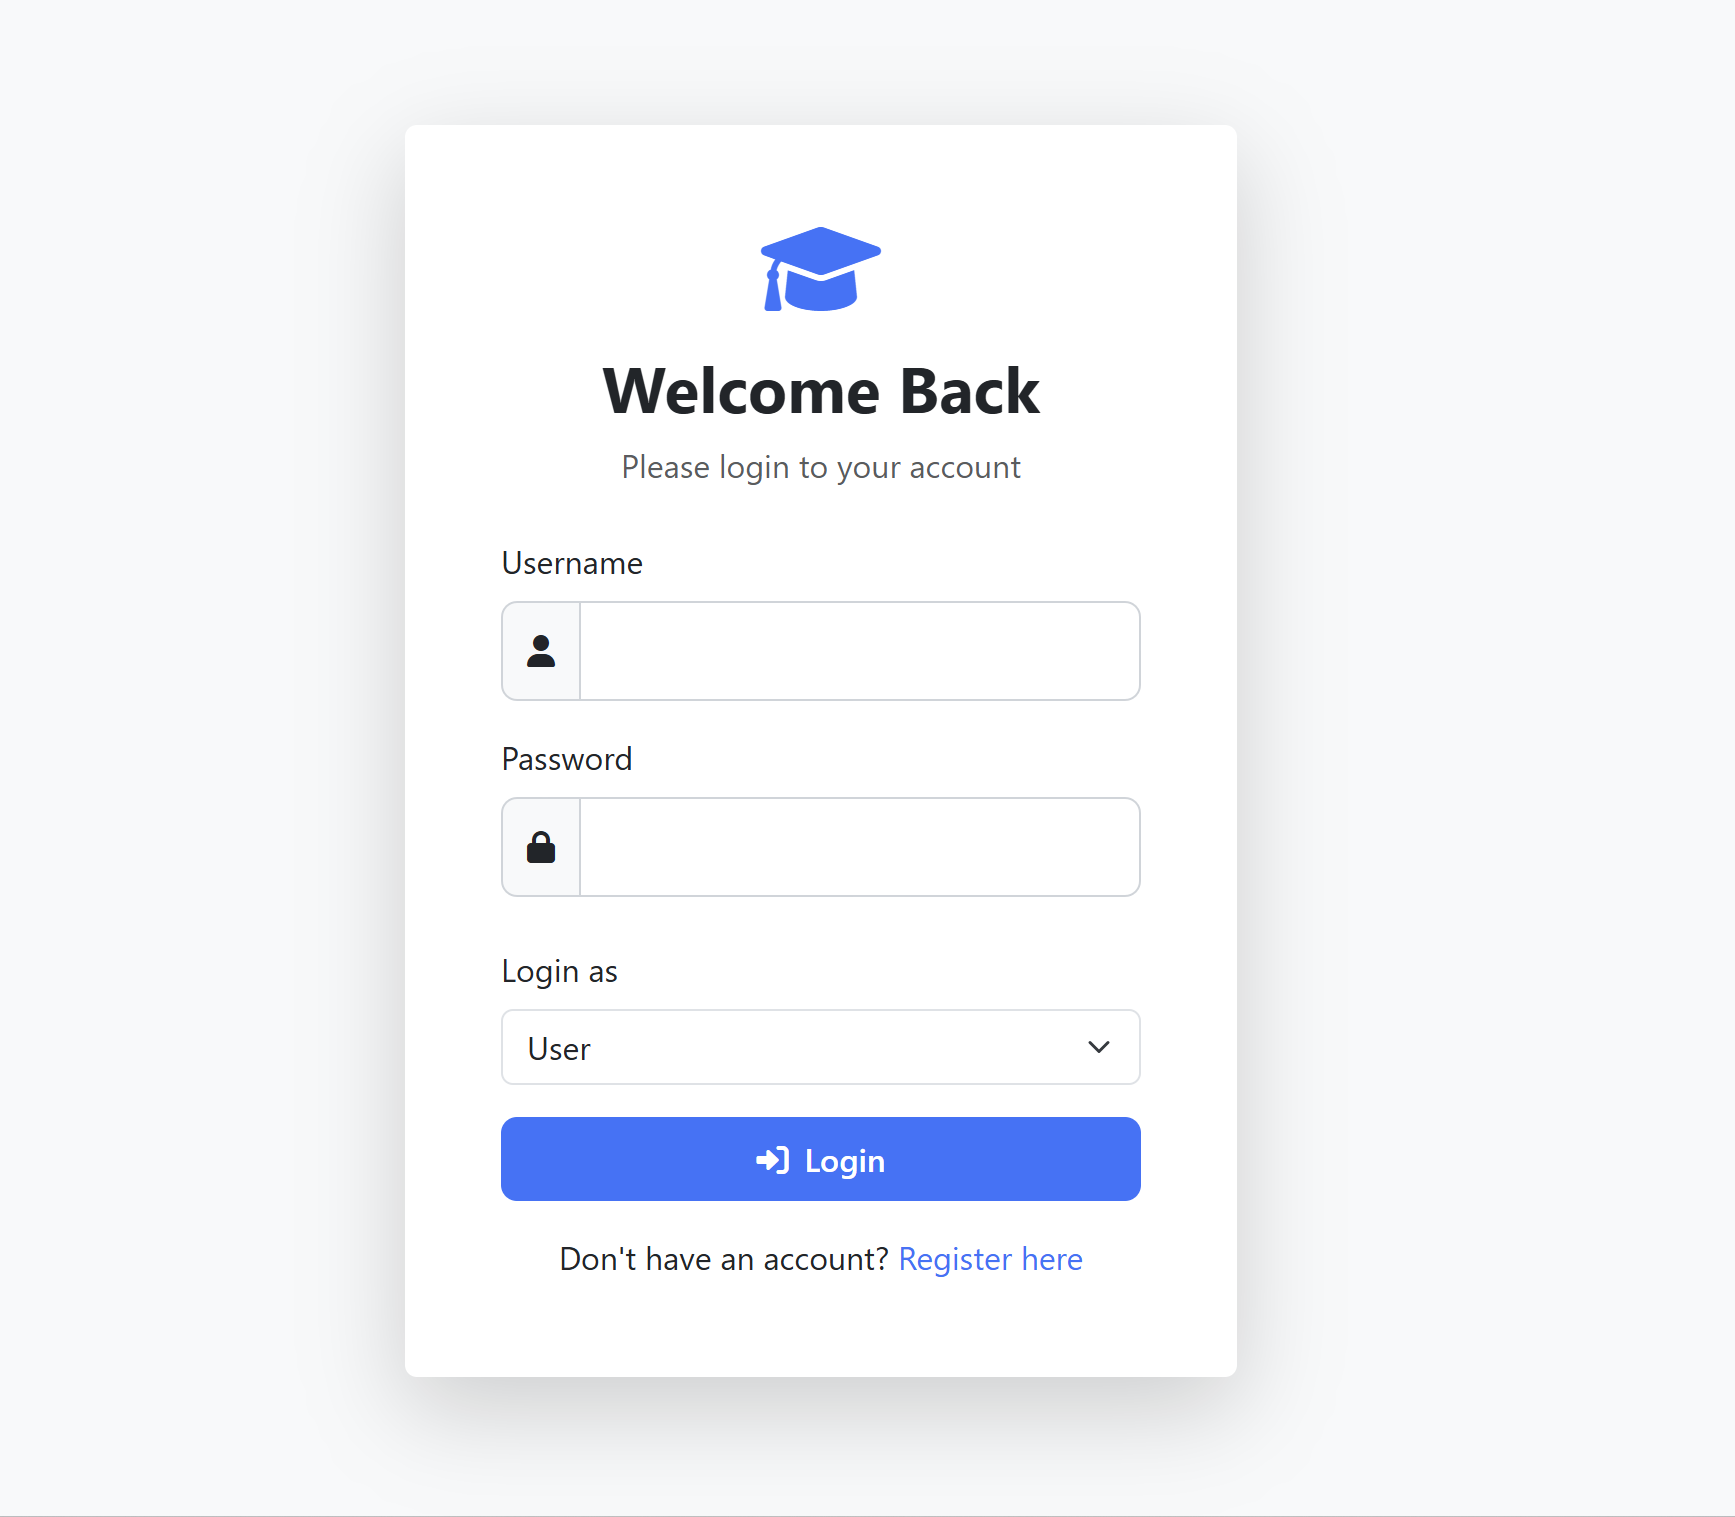 Welcome Back
Please login to your account
Username
Password
Login as
User
Login
Don't have an account? Register here